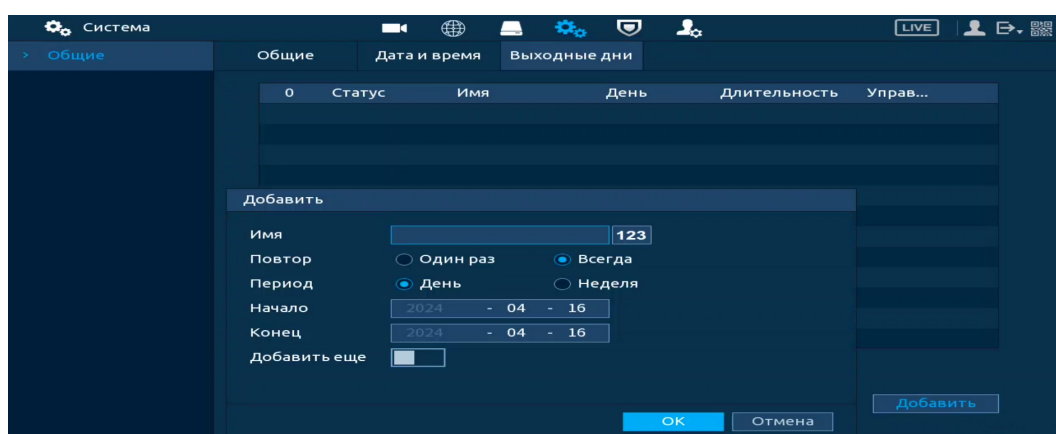 Система LIVE
> Общие Общие Дата и время Выходные дни
0 Статус Имя День Длительность Управ...
Добавить
Имя 123
Повтор Один раз Всегда
Период День Неделя
Начало 2024 - 04 - 16
Конец 2024 - 04 - 16
Добавить еще
Добавить
OK Отмена